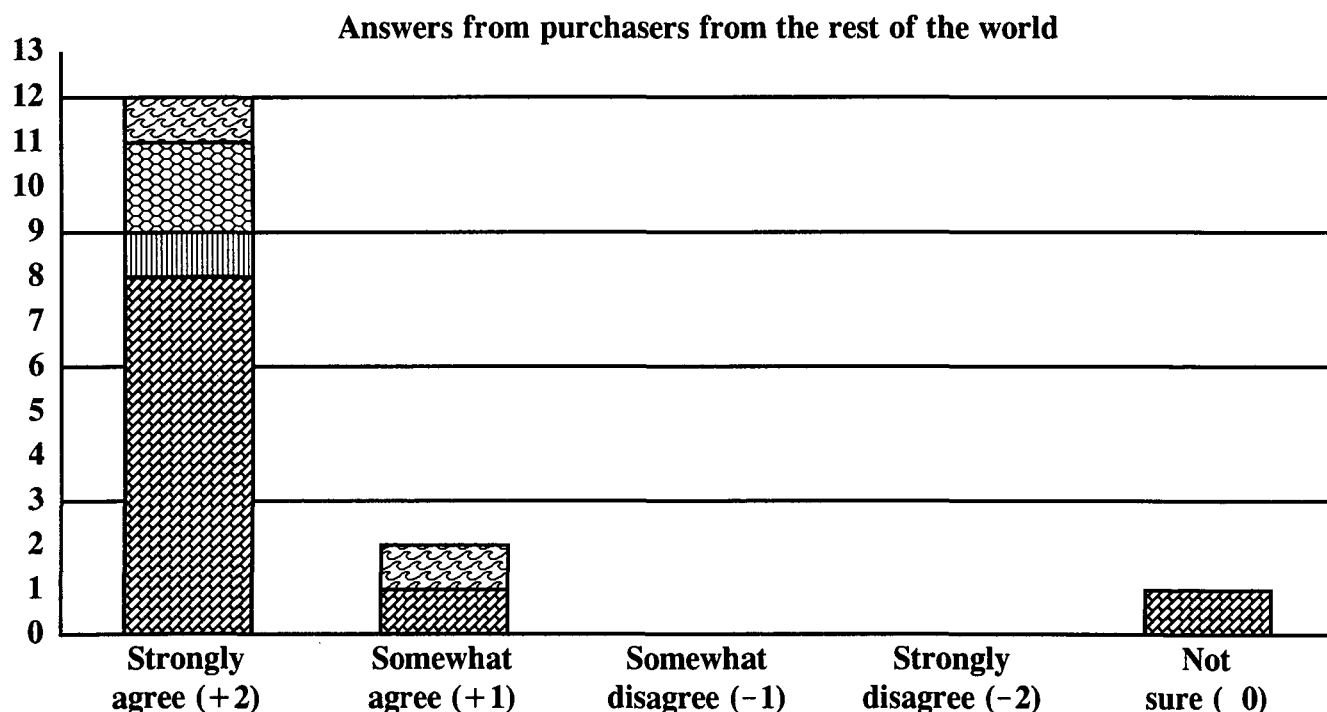 Answers from purchasers from the rest of the world
13
12
11
10
9
8
7
6
5
4
3
2
1
0
Strongly agree (+2)
Somewhat agree (+1)
Somewhat disagree (−1)
Strongly disagree (−2)
Not sure ( 0)